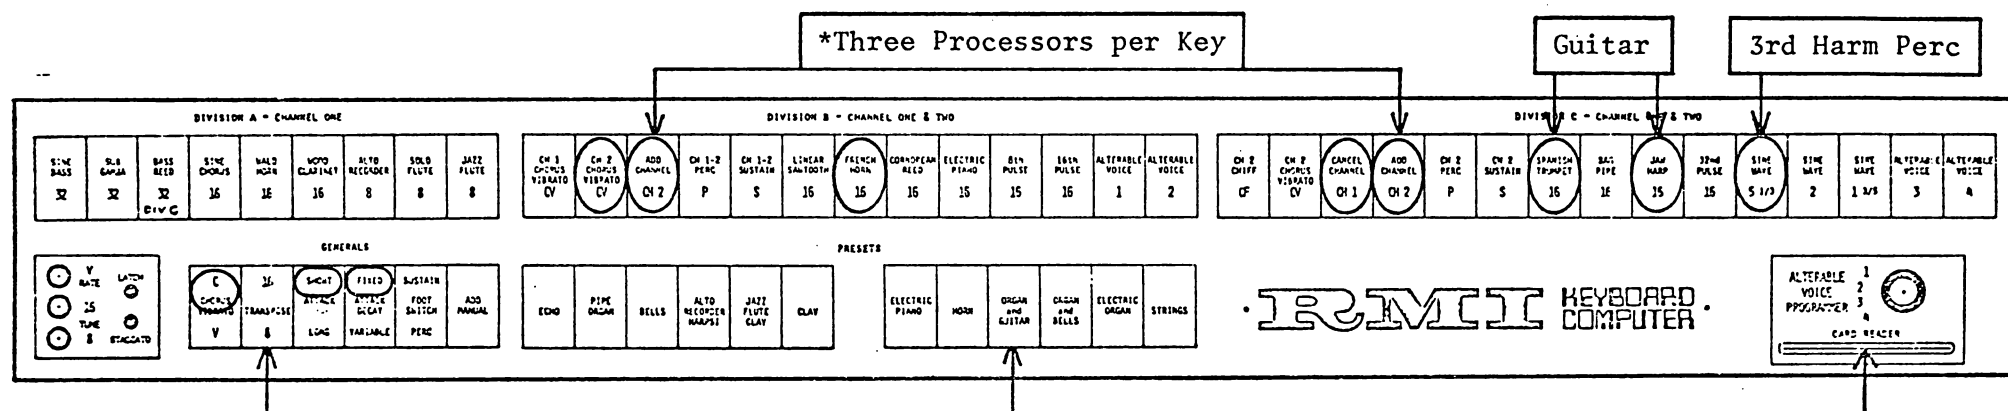 *Three Processors per Key
Guitar
3rd Harm Perc
DIVISION A - CHANNEL ONE
DIVISION B - CHANNEL ONE & TWO
DIVISION C - CHANNEL & TWO
SINE BASS 32
SUB GAMBA 32
BASS REED 32 DIV C
SINE CHORUS 16
WALD HORN 16
WOOD CLARINET 16
ALTO RECORDER 8
SOLO FLUTE 8
JAZZ FLUTE 8
CH 1 CHORUS VIBRATO CV
CH 2 CHORUS VIBRATO CV
ADD CHANNEL CH 2
CH 1-2 PERC P
CH 1-2 SUSTAIN S
LINEAR SAWTOOTH 16
FRENCH HORN 16
COROPEAN REED 16
ELECTRIC PIANO 16
8th PULSE 16
16th PULSE 16
ALTERABLE VOICE 1
ALTERABLE VOICE 2
CH 2 CHIFF CF
CH 2 CHORUS VIBRATO CV
CANCEL CHANNEL CH 1
ADD CHANNEL CH 2
CH 2 PERC P
CH 2 SUSTAIN S
SPANISH TRUMPET 16
BAG PIPE 16
JAW HARP 16
32nd PULSE 16
SINE WAVE 5 1/3
SINE WAVE 2
SINE WAVE 1 3/5
ALTERABLE VOICE 3
ALTERABLE VOICE 4
GENERALS
PRESETS
V RATE
LATCH
16
TUNE
8
STACCATO
C CHORUS VIBRATO V
16 TRANSPOSE 8
SHORT ATTACK LONG
FIXED ATTACK DECAY VARIABLE
SUSTAIN FOOT SWITCH PERC
ADD MANUAL
ECHO
PIPE ORGAN
BELLS
ALTO RECORDER HARPSI
JAZZ FLUTE CLAV
CLAV
ELECTRIC PIANO
HORN
ORGAN and GUITAR
ORGAN and BELLS
ELECTRIC ORGAN
STRINGS
RMI KEYBOARD COMPUTER
ALTERABLE VOICE PROGRAMMER
1
2
3
4
CARD READER